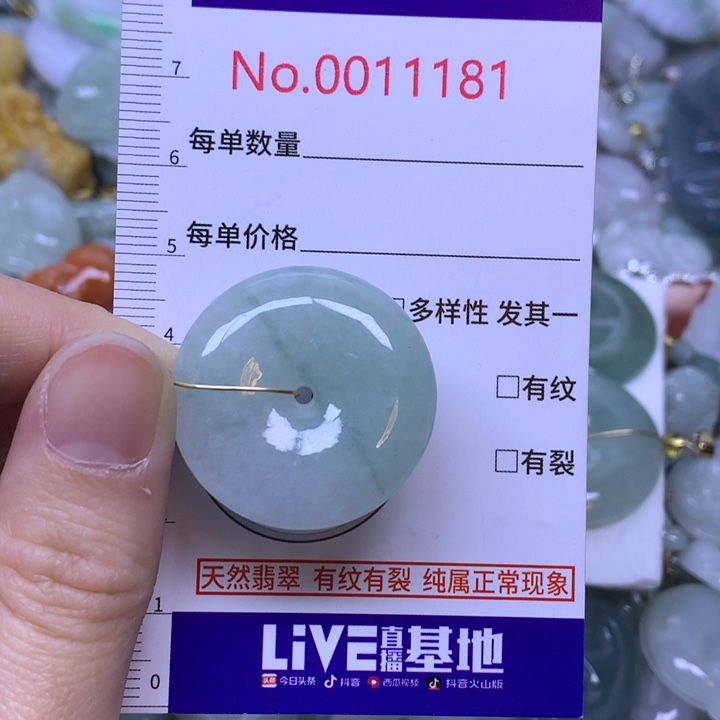 No.0011181
7
每单数量
6
每单价格
5
多样性 发其一
4
□有纹
□有裂
天然翡翠 有纹有裂 纯属正常现象
1
LiVE直播基地
头条 今日头条 抖音 西瓜视频 抖音火山版
0